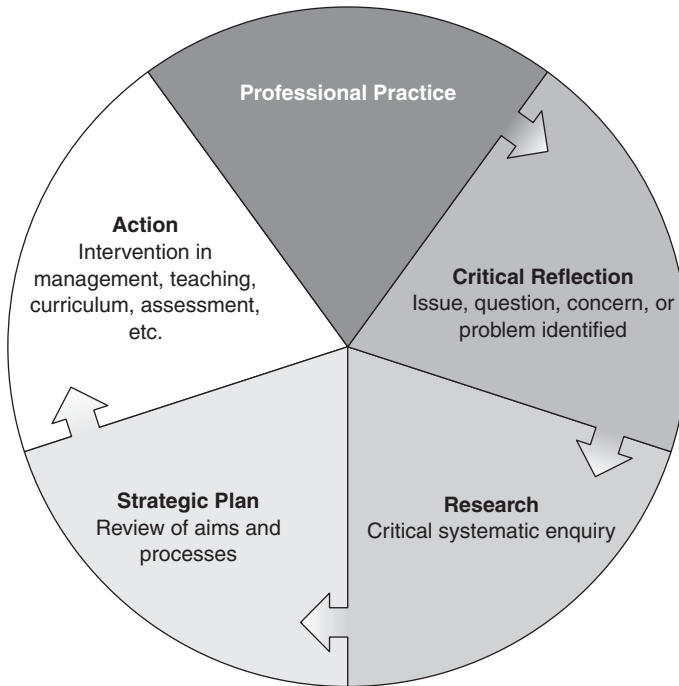 Professional Practice
Critical Reflection
Issue, question, concern, or
problem identified
Research
Critical systematic enquiry
Strategic Plan
Review of aims and
processes
Action
Intervention in
management, teaching,
curriculum, assessment,
etc.